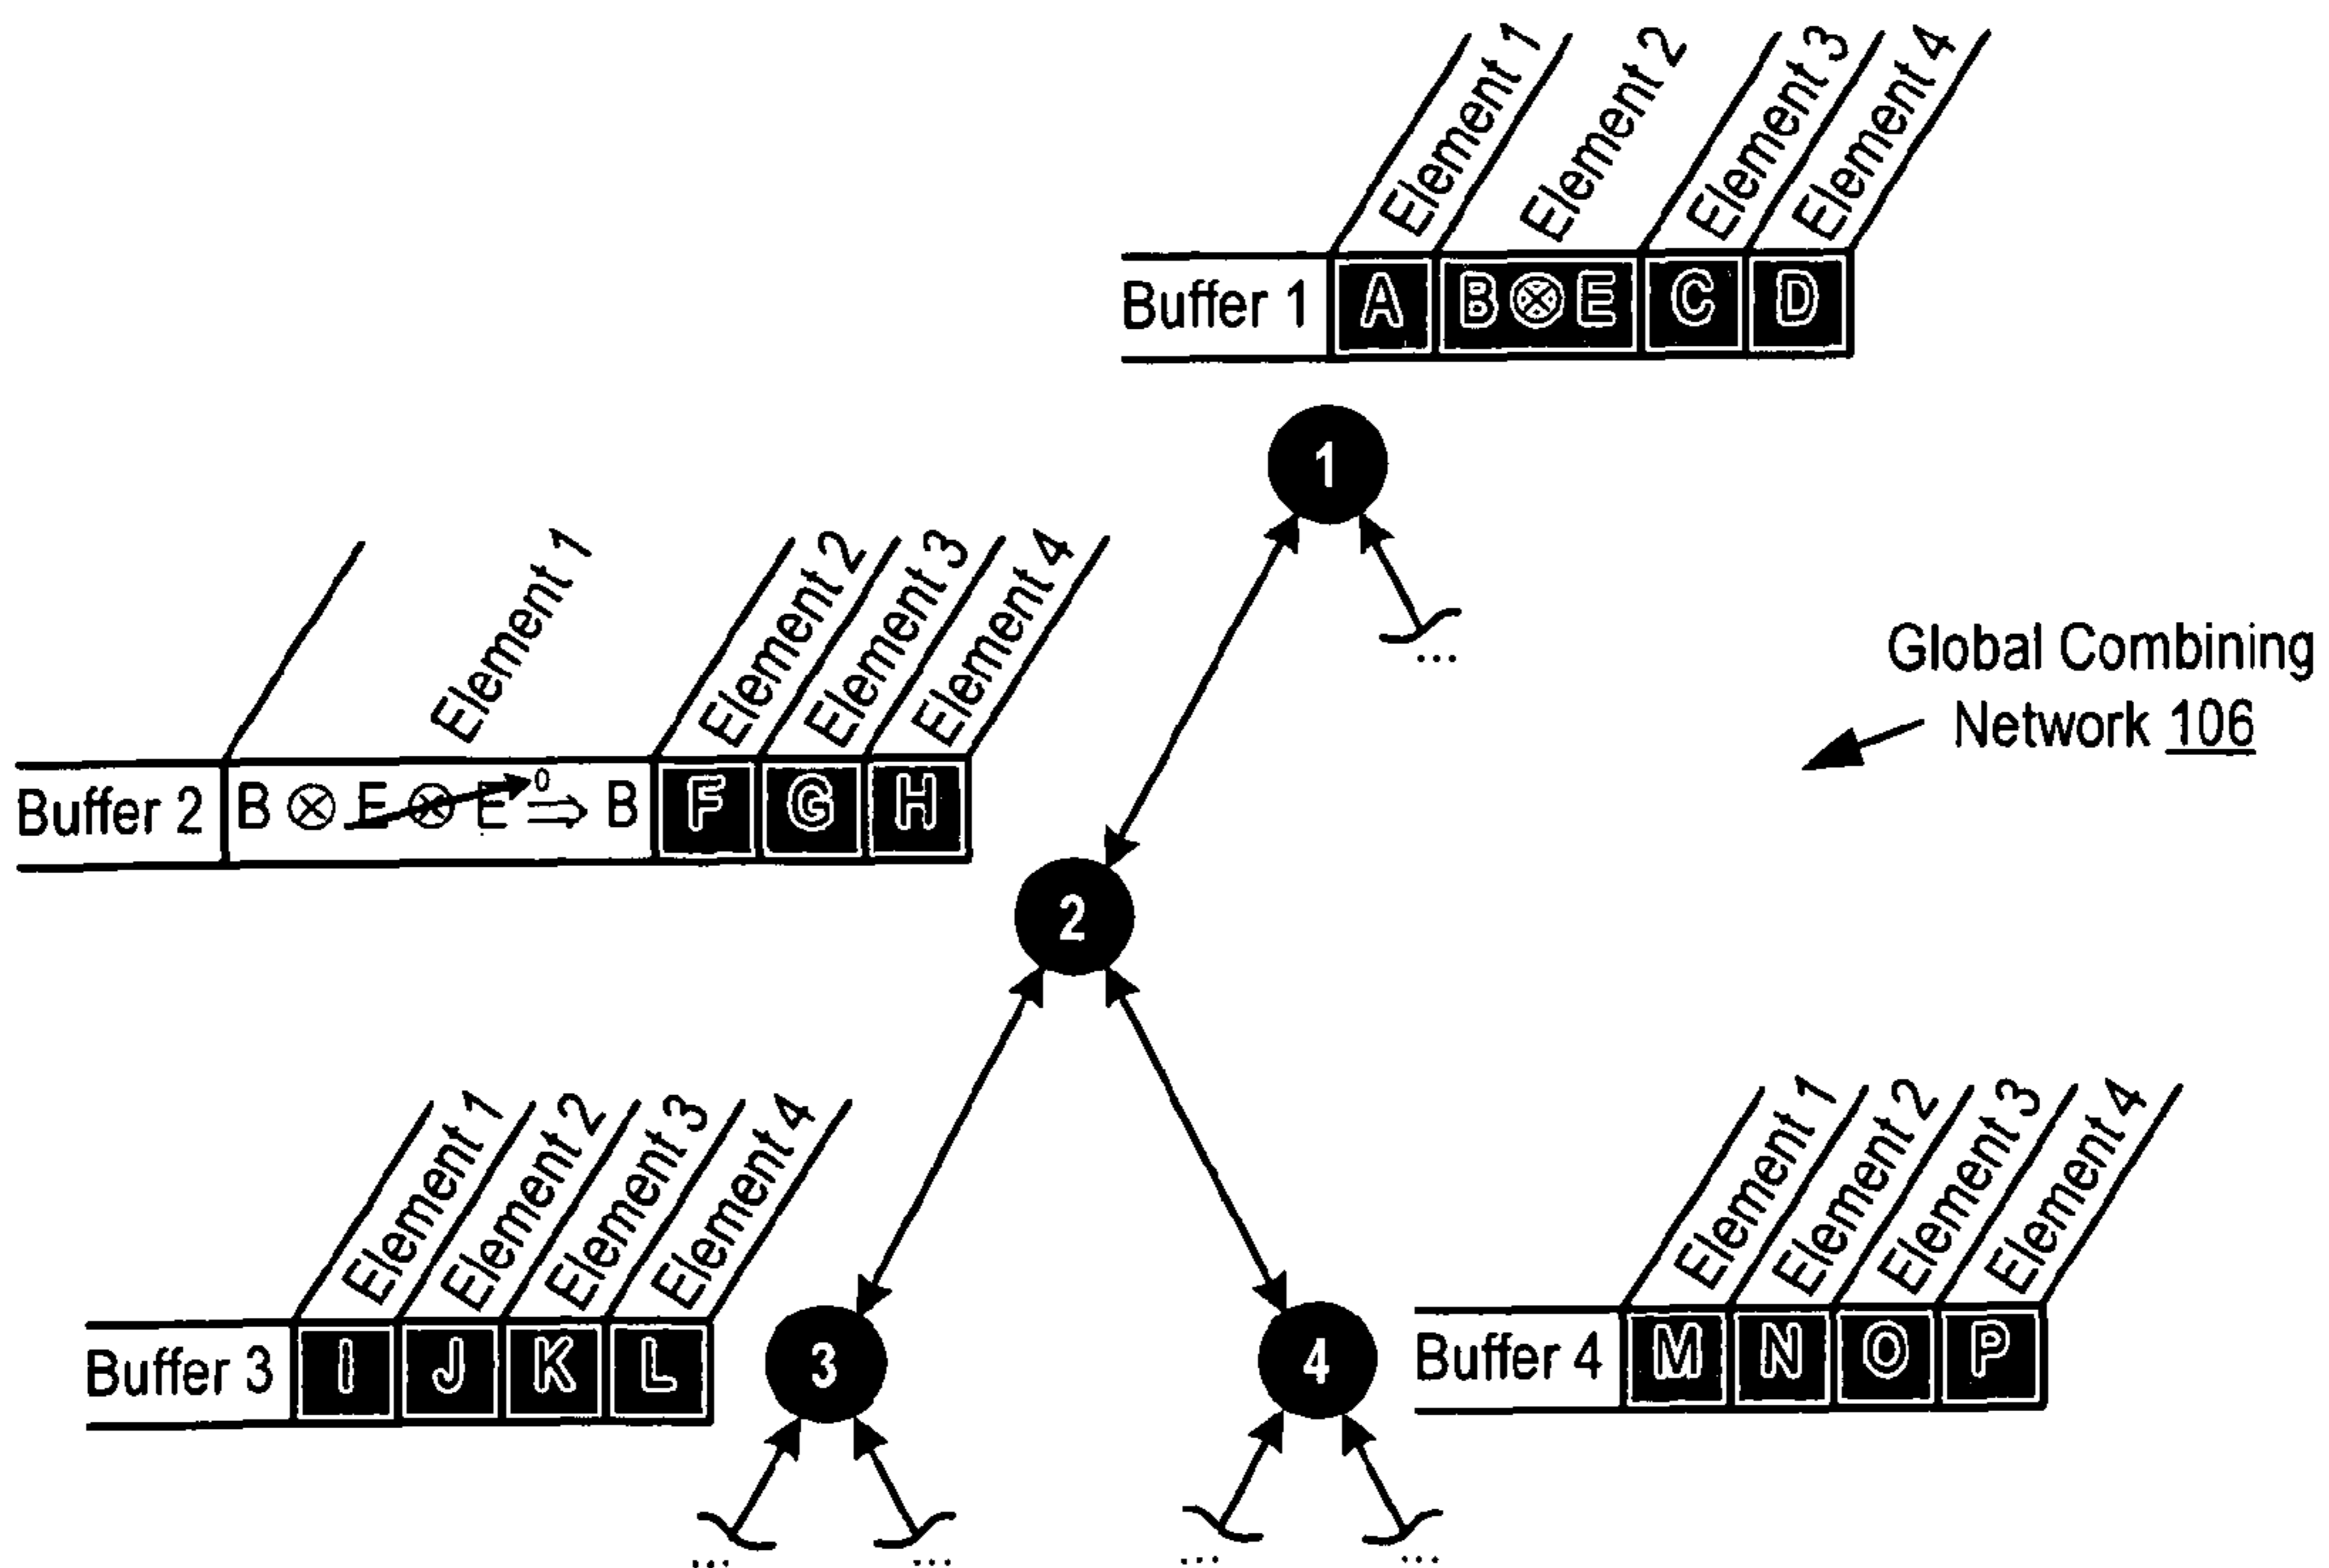 Element 1
Element 2
Element 3
Element 4
Buffer 1 A B⊗E C D
1
...
Element 1
Element 2
Element 3
Element 4
Buffer 2 B ⊗ E ⊗ E 0 ⇒ B F G H
Global Combining
Network 106
2
Element 1
Element 2
Element 3
Element 4
Buffer 3 I J K L
3
Element 1
Element 2
Element 3
Element 4
4
Buffer 4 M N O P
... ... ... ...